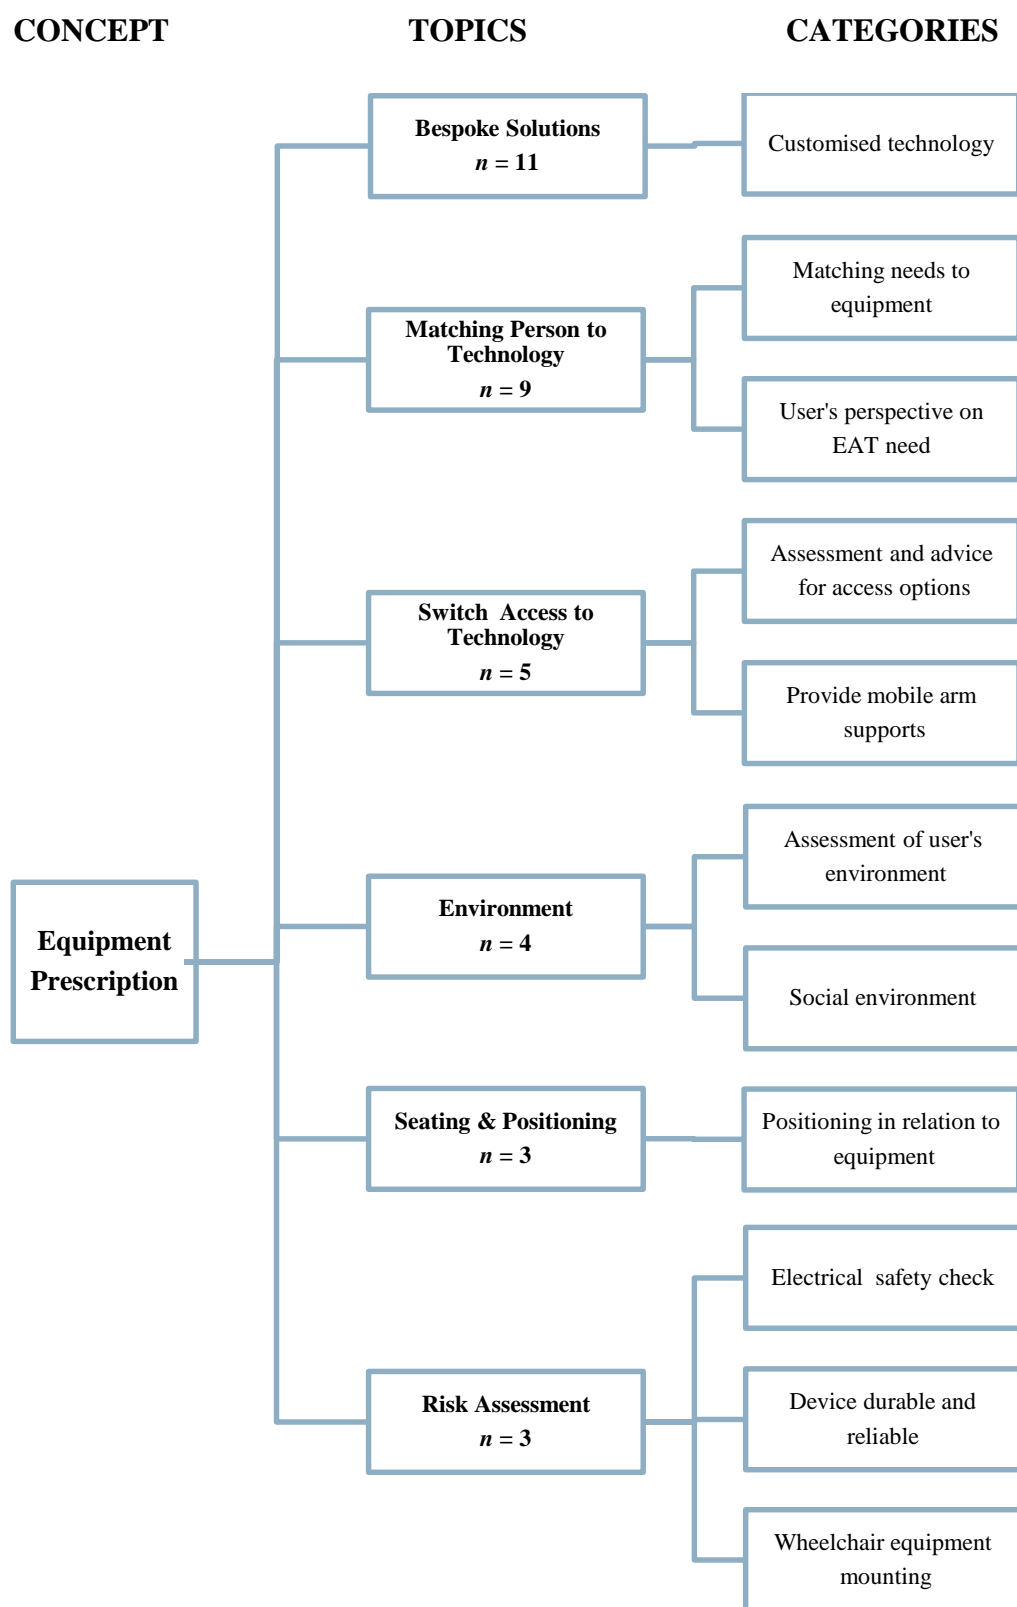 CONCEPT
TOPICS
CATEGORIES
Bespoke Solutions
n = 11
Customised technology
Matching Person to
Technology
n = 9
Matching needs to
equipment
User's perspective on
EAT need
Switch Access to
Technology
n = 5
Assessment and advice
for access options
Provide mobile arm
supports
Equipment
Prescription
Environment
n = 4
Assessment of user's
environment
Social environment
Seating & Positioning
n = 3
Positioning in relation to
equipment
Risk Assessment
n = 3
Electrical safety check
Device durable and
reliable
Wheelchair equipment
mounting